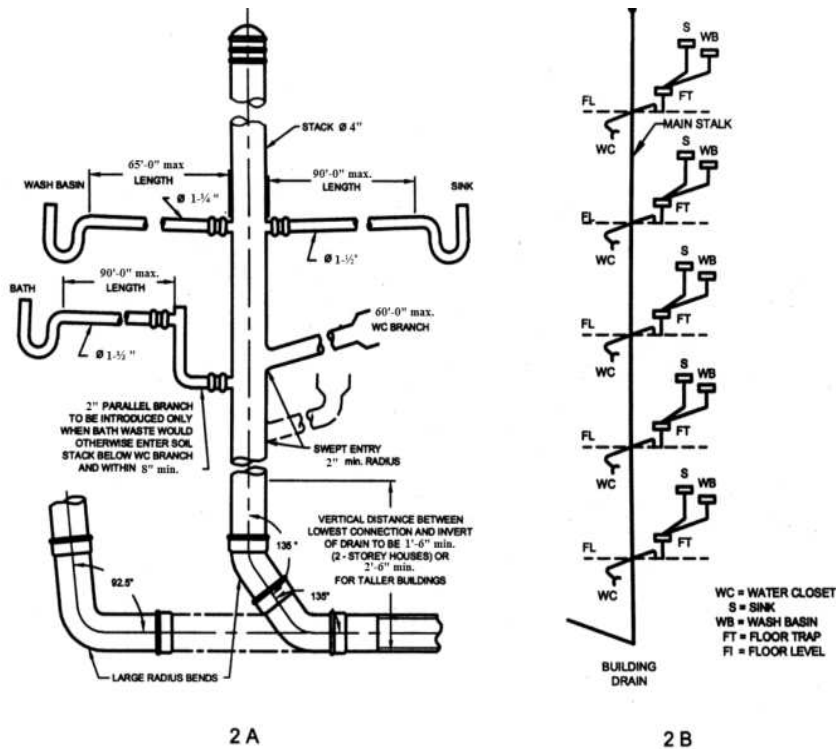 STACK Ø 4"
65'-0" max
LENGTH
90'-0" max.
LENGTH
WASH BASIN
SINK
Ø 1-¼"
Ø 1-½'
90'-0" max.
LENGTH
BATH
60'-0" max.
WC BRANCH
Ø 1-½ "
2" PARALLEL BRANCH
TO BE INTRODUCED ONLY
WHEN BATH WASTE WOULD
OTHERWISE ENTER SOIL
STACK BELOW WC BRANCH
AND WITHIN 8" min.
SWEPT ENTRY
2" min. RADIUS
VERTICAL DISTANCE BETWEEN
LOWEST CONNECTION AND INVERT
OF DRAIN TO BE 1'-6" min.
(2 - STOREY HOUSES) OR
2'-6" min.
FOR TALLER BUILDINGS
135°
135°
92.5°
LARGE RADIUS BENDS
2 A
S
WB
FT
FL
WC
MAIN STALK
S
WB
FT
FL
WC
S
WB
FT
FL
WC
S
WB
FT
FL
WC
S
WB
FT
FL
WC
WC = WATER CLOSET
S = SINK
WB = WASH BASIN
FT = FLOOR TRAP
Fl = FLOOR LEVEL
BUILDING
DRAIN
2 B